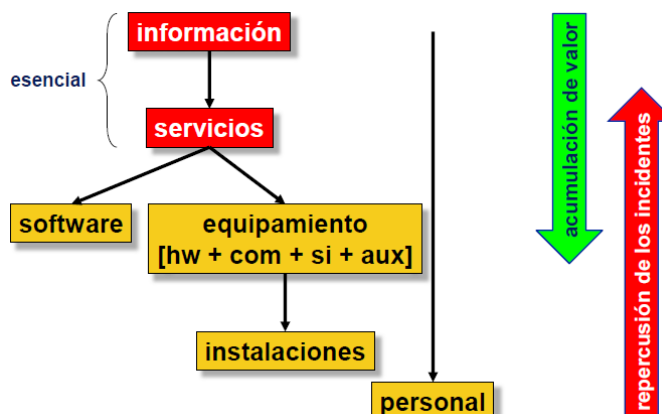 información
esencial
servicios
software
equipamiento
[hw + com + si + aux]
instalaciones
personal
acumulación de valor
repercusión de los incidentes